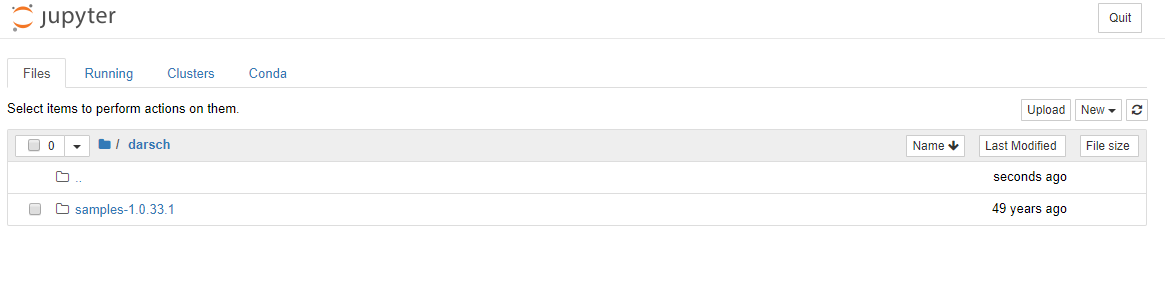 jupyter Quit
Files Running Clusters Conda
Select items to perform actions on them. Upload New
0 / darsch Name Last Modified File size
.. seconds ago
samples-1.0.33.1 49 years ago